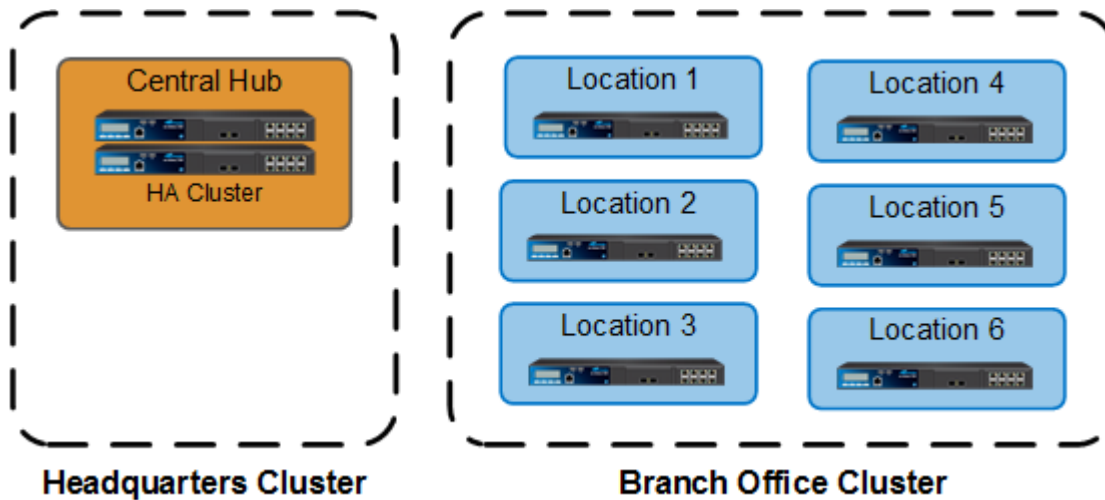 Central Hub
HA Cluster
Headquarters Cluster
Location 1
Location 2
Location 3
Location 4
Location 5
Location 6
Branch Office Cluster